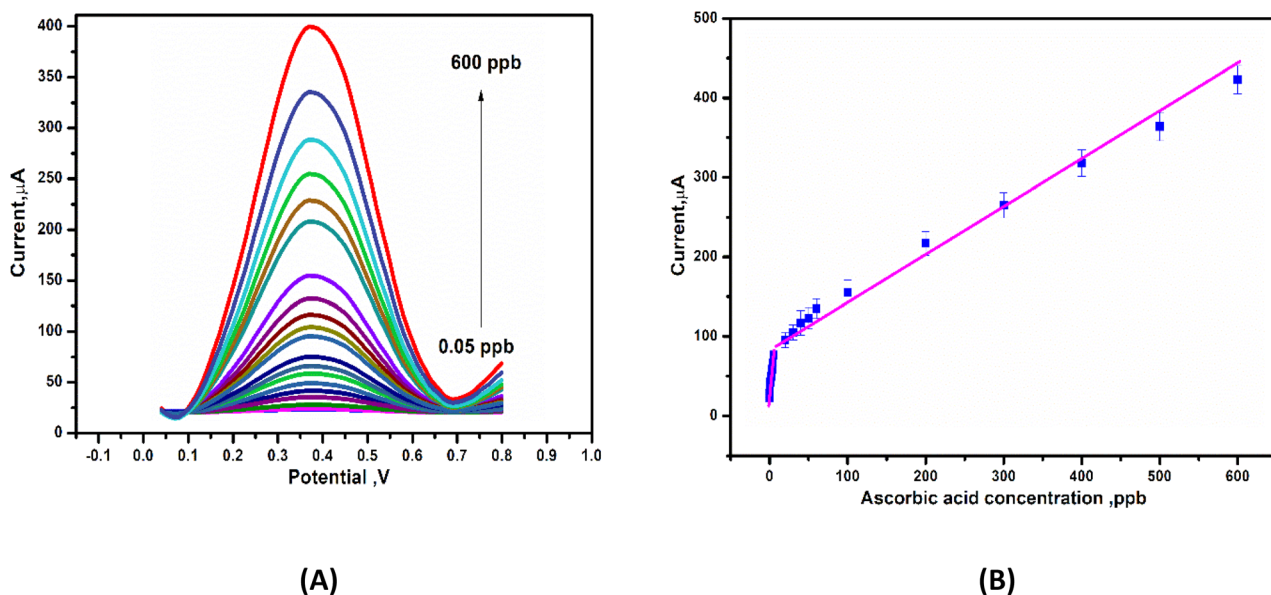 400
350
300
250
200
150
100
50
0
Current,µA
600 ppb
0.05 ppb
-0.1 0.0 0.1 0.2 0.3 0.4 0.5 0.6 0.7 0.8 0.9 1.0
Potential ,V
(A)
500
400
300
200
100
0
Current,µA
0 100 200 300 400 500 600
Ascorbic acid concentration ,ppb
(B)